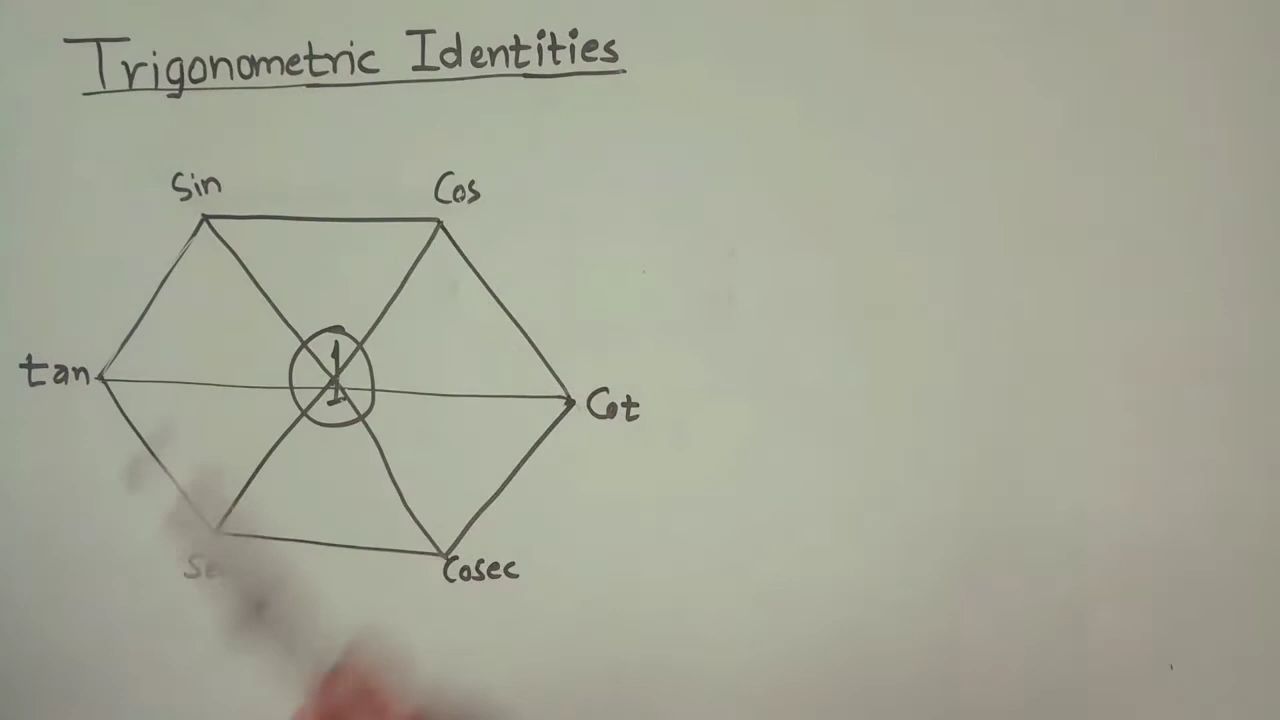 Trigonometric Identities
Sin Cos
1
tan Cot
Cosec